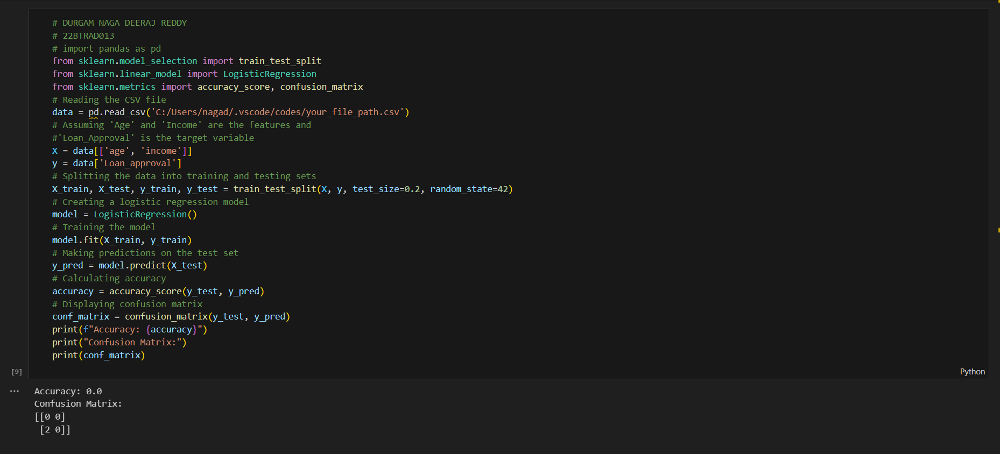 # DURGAM NAGA DEERAJ REDDY
# 22BTRAD013
# import pandas as pd
from sklearn.model_selection import train_test_split
from sklearn.linear_model import LogisticRegression
from sklearn.metrics import accuracy_score, confusion_matrix
# Reading the CSV file
data = pd.read_csv('C:/Users/nagad/.vscode/codes/your_file_path.csv')
# Assuming 'Age' and 'Income' are the features and
#'Loan_Approval' is the target variable
X = data[['age', 'income']]
y = data['Loan_approval']
# Splitting the data into training and testing sets
X_train, X_test, y_train, y_test = train_test_split(X, y, test_size=0.2, random_state=42)
# Creating a logistic regression model
model = LogisticRegression()
# Training the model
model.fit(X_train, y_train)
# Making predictions on the test set
y_pred = model.predict(X_test)
# Calculating accuracy
accuracy = accuracy_score(y_test, y_pred)
# Displaying confusion matrix
conf_matrix = confusion_matrix(y_test, y_pred)
print(f"Accuracy: {accuracy}")
print("Confusion Matrix:")
print(conf_matrix)
[9]
Python
... Accuracy: 0.0
Confusion Matrix:
[[0 0]
 [2 0]]